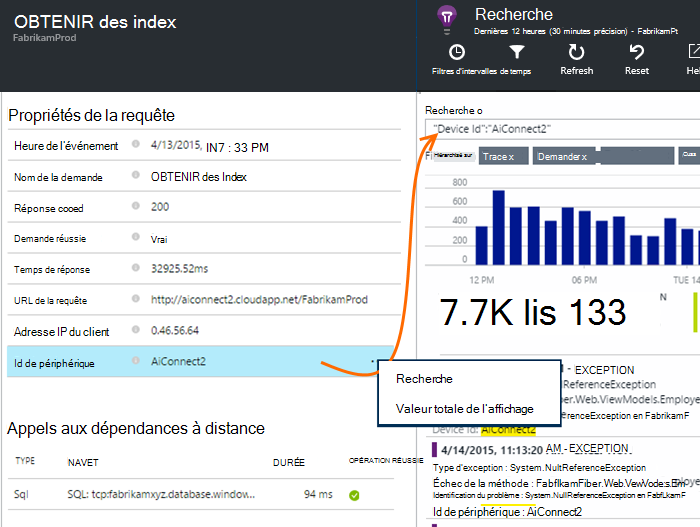 OBTENIR des index
FabrikamProd
Propriétés de la requête
Heure de l'événement 4/13/2015, IN7 : 33 PM
Nom de la demande OBTENIR des Index
Réponse cooed 200
Demande réussie Vrai
Temps de réponse 32925.52ms
URL de la requête http://aiconnect2.cloudapp.net/FabrikamProd
Adresse IP du client 0.46.56.64
Id de périphérique AiConnect2
Appels aux dépendances à distance
TYPE NAVET DURÉE OPÉRATION RÉUSSIE
Sql SQL: tcp:fabrikamxyz.database.window... 94 ms
Recherche
Dernières 12 heures (30 minutes précision) - FabrikamPt
Filtres d'intervalles de temps Refresh Reset Hel
Recherche o
"Device Id":"AiConnect2"
Fi Hiérarchisé sur Trace x Demander x Cuss
800
600
400
200
0
12 PM 06 PM TUE 14
7.7K lis 133 N
Recherche
Valeur totale de l'affichage
- EXCEPTION
lReferenceException
ber.Web.ViewModels.Employe
éférenceException en FabrikamF
Device Id: AiConnect2
4/14/2015, 11:13:20 AM - EXCEPTION
Type d'exception : System.NullReferenceException
Échec de la méthode : FabflkamFiber.Web.VewVode:s.Em
Identification du problème : System.NullReferenceException en FabfLkamF
Id de périphérique : AiConnect2